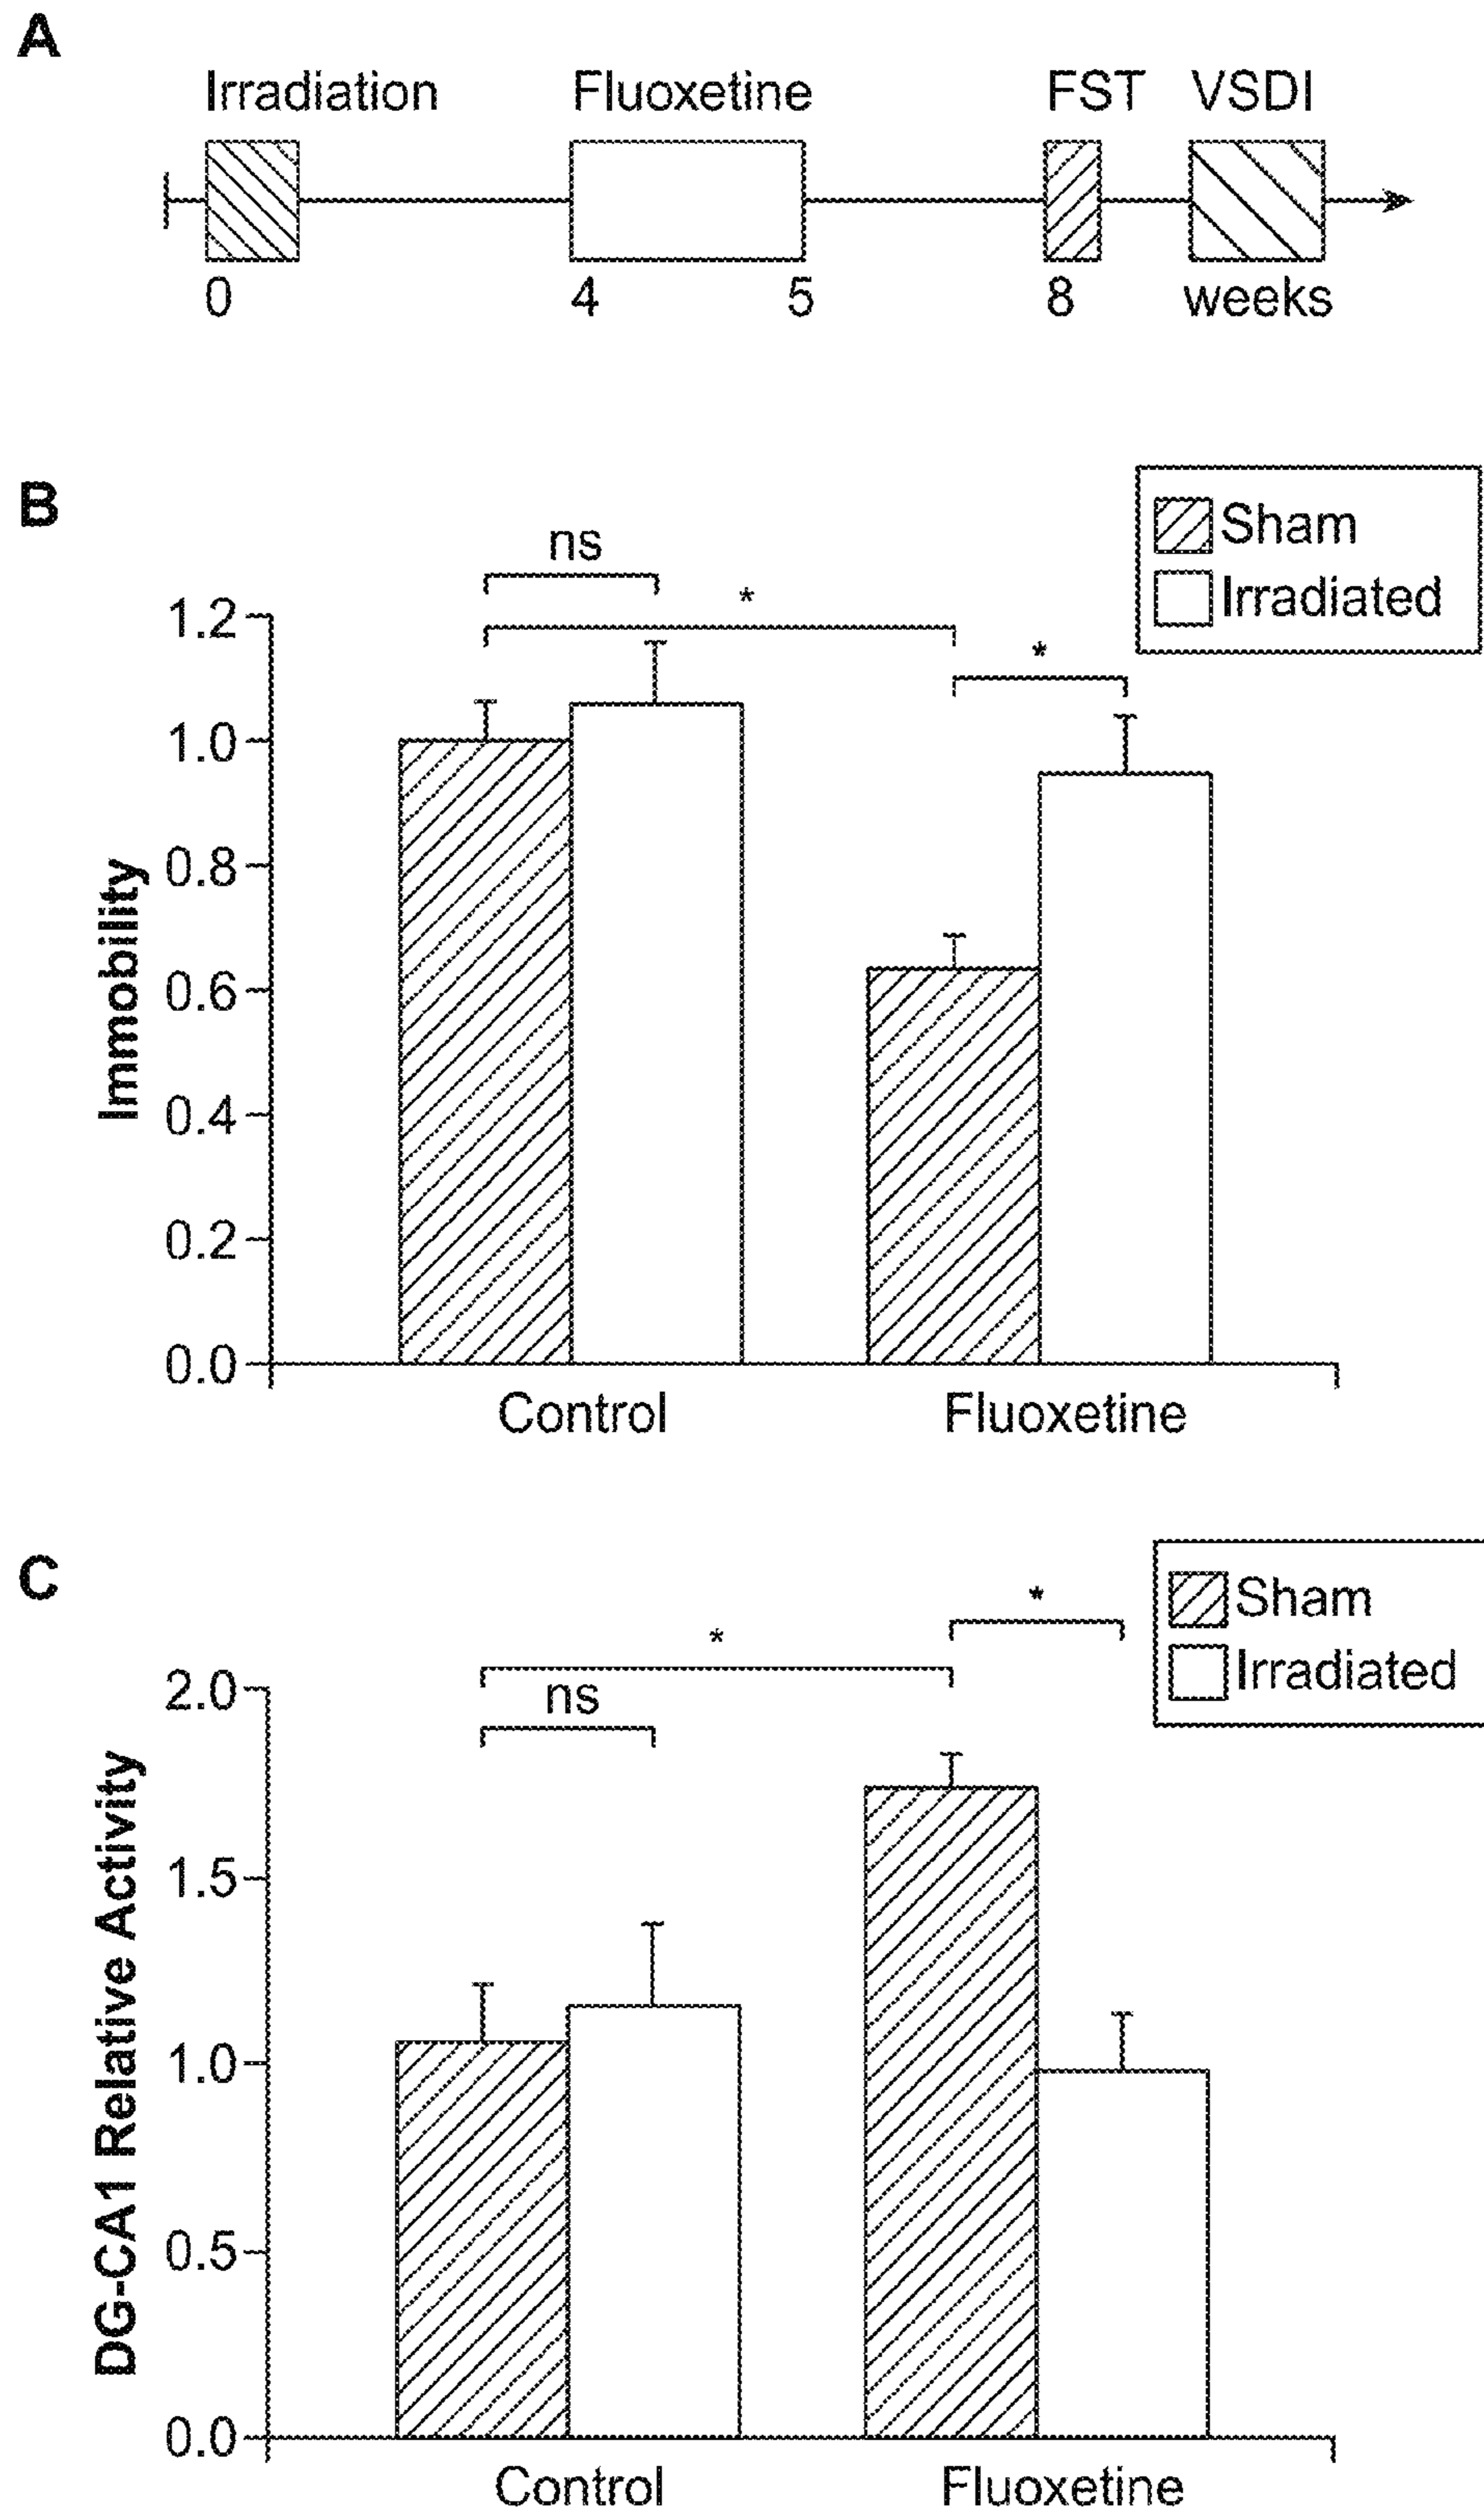 A
Irradiation Fluoxetine FST VSDI
0 4 5 8 weeks
B
Sham
Irradiated
ns
*
*
1.2
1.0
0.8
0.6
0.4
0.2
0.0
Immobility
Control Fluoxetine
C
Sham
Irradiated
*
*
ns
2.0
1.5
1.0
0.5
0.0
DG-CA1 Relative Activity
Control Fluoxetine